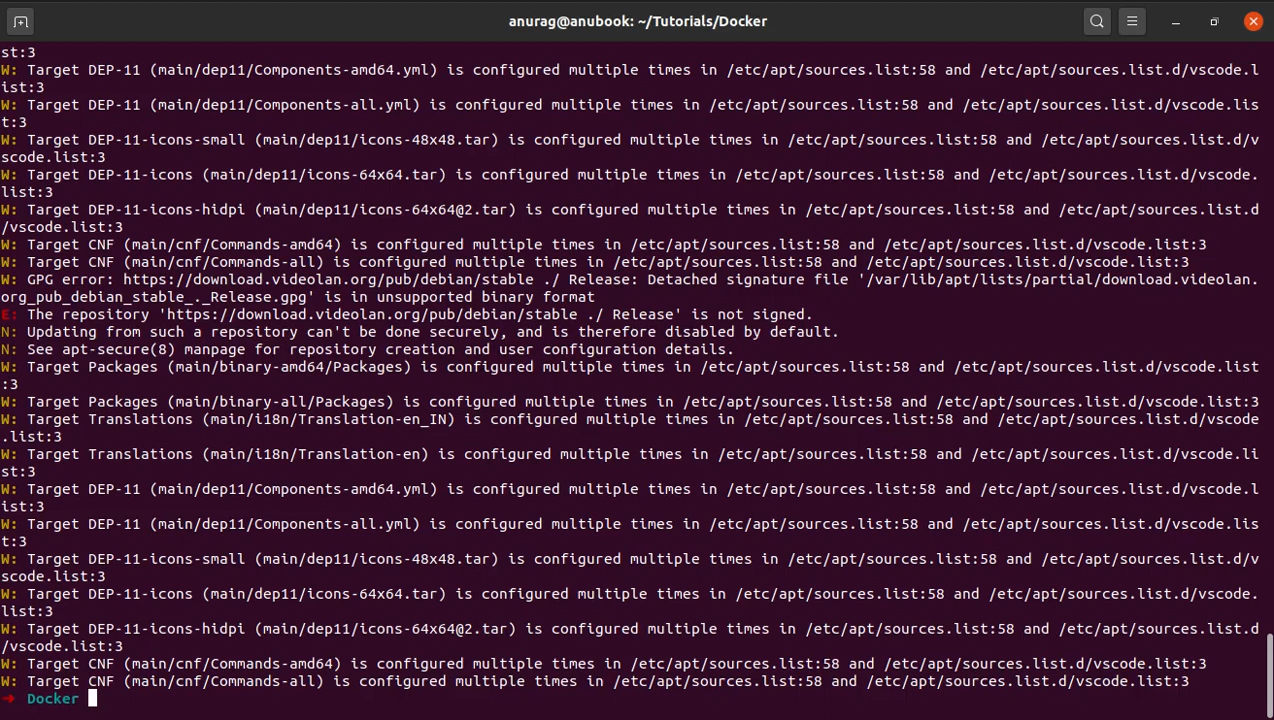 anurag@anubook: ~/Tutorials/Docker
st:3
W: Target DEP-11 (main/dep11/Components-amd64.yml) is configured multiple times in /etc/apt/sources.list:58 and /etc/apt/sources.list.d/vscode.l
ist:3
W: Target DEP-11 (main/dep11/Components-all.yml) is configured multiple times in /etc/apt/sources.list:58 and /etc/apt/sources.list.d/vscode.lis
t:3
W: Target DEP-11-icons-small (main/dep11/icons-48x48.tar) is configured multiple times in /etc/apt/sources.list:58 and /etc/apt/sources.list.d/v
scode.list:3
W: Target DEP-11-icons (main/dep11/icons-64x64.tar) is configured multiple times in /etc/apt/sources.list:58 and /etc/apt/sources.list.d/vscode.
list:3
W: Target DEP-11-icons-hidpi (main/dep11/icons-64x64@2.tar) is configured multiple times in /etc/apt/sources.list:58 and /etc/apt/sources.list.d
/vscode.list:3
W: Target CNF (main/cnf/Commands-amd64) is configured multiple times in /etc/apt/sources.list:58 and /etc/apt/sources.list.d/vscode.list:3
W: Target CNF (main/cnf/Commands-all) is configured multiple times in /etc/apt/sources.list:58 and /etc/apt/sources.list.d/vscode.list:3
W: GPG error: https://download.videolan.org/pub/debian/stable ./ Release: Detached signature file '/var/lib/apt/lists/partial/download.videolan.
org_pub_debian_stable_._Release.gpg' is in unsupported binary format
E: The repository 'https://download.videolan.org/pub/debian/stable ./ Release' is not signed.
N: Updating from such a repository can't be done securely, and is therefore disabled by default.
N: See apt-secure(8) manpage for repository creation and user configuration details.
W: Target Packages (main/binary-amd64/Packages) is configured multiple times in /etc/apt/sources.list:58 and /etc/apt/sources.list.d/vscode.list
:3
W: Target Packages (main/binary-all/Packages) is configured multiple times in /etc/apt/sources.list:58 and /etc/apt/sources.list.d/vscode.list:3
W: Target Translations (main/i18n/Translation-en_IN) is configured multiple times in /etc/apt/sources.list:58 and /etc/apt/sources.list.d/vscode
.list:3
W: Target Translations (main/i18n/Translation-en) is configured multiple times in /etc/apt/sources.list:58 and /etc/apt/sources.list.d/vscode.li
st:3
W: Target DEP-11 (main/dep11/Components-amd64.yml) is configured multiple times in /etc/apt/sources.list:58 and /etc/apt/sources.list.d/vscode.l
ist:3
W: Target DEP-11 (main/dep11/Components-all.yml) is configured multiple times in /etc/apt/sources.list:58 and /etc/apt/sources.list.d/vscode.lis
t:3
W: Target DEP-11-icons-small (main/dep11/icons-48x48.tar) is configured multiple times in /etc/apt/sources.list:58 and /etc/apt/sources.list.d/v
scode.list:3
W: Target DEP-11-icons (main/dep11/icons-64x64.tar) is configured multiple times in /etc/apt/sources.list:58 and /etc/apt/sources.list.d/vscode.
list:3
W: Target DEP-11-icons-hidpi (main/dep11/icons-64x64@2.tar) is configured multiple times in /etc/apt/sources.list:58 and /etc/apt/sources.list.d
/vscode.list:3
W: Target CNF (main/cnf/Commands-amd64) is configured multiple times in /etc/apt/sources.list:58 and /etc/apt/sources.list.d/vscode.list:3
W: Target CNF (main/cnf/Commands-all) is configured multiple times in /etc/apt/sources.list:58 and /etc/apt/sources.list.d/vscode.list:3
➜ Docker